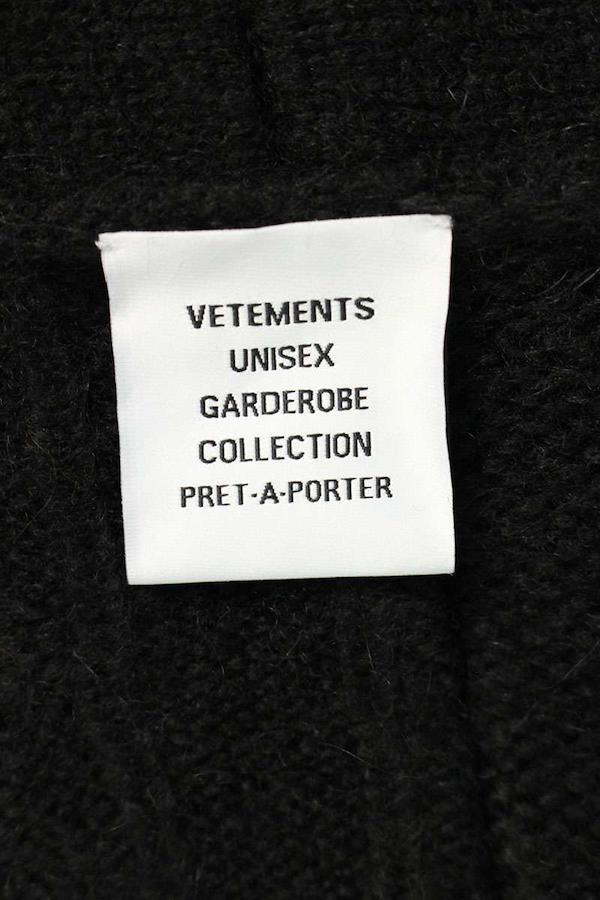 VETEMENTS
UNISEX
GARDEROBE
COLLECTION
PRET-A-PORTER